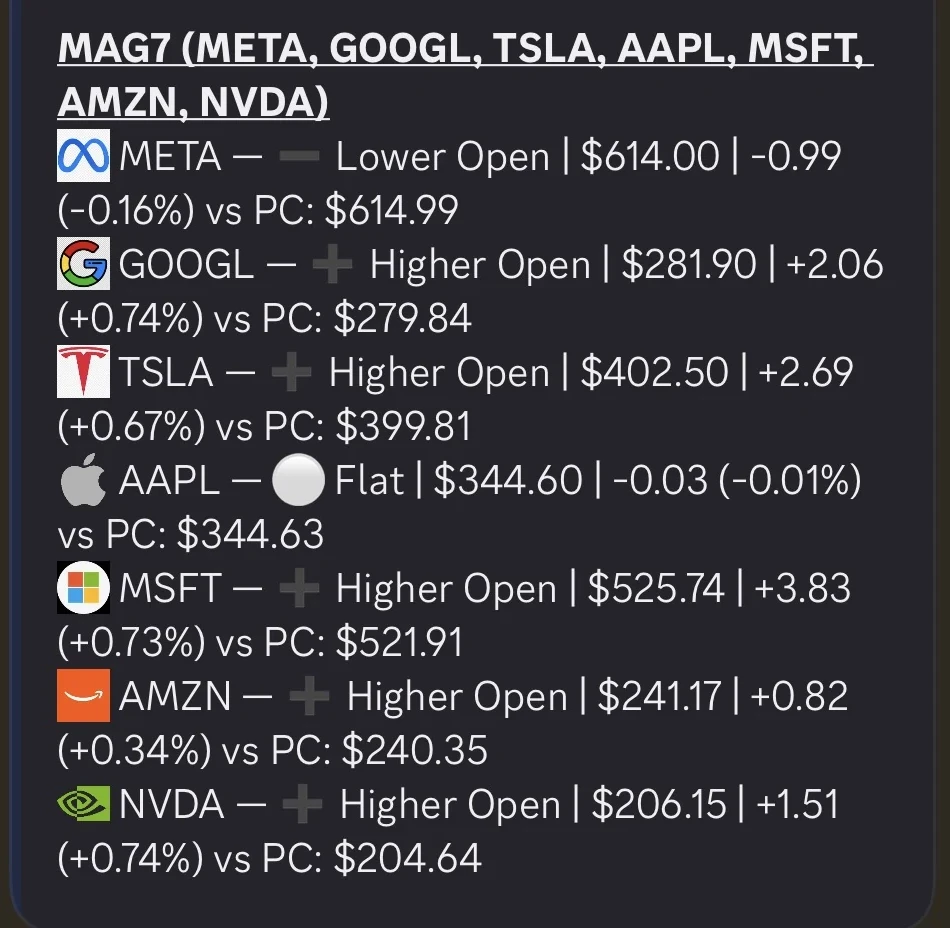 MAG7 (META, GOOGL, TSLA, AAPL, MSFT,
AMZN, NVDA)
META — ➖ Lower Open | $614.00 | -0.99
(-0.16%) vs PC: $614.99
GOOGL — ➕ Higher Open | $281.90 | +2.06
(+0.74%) vs PC: $279.84
TSLA — ➕ Higher Open | $402.50 | +2.69
(+0.67%) vs PC: $399.81
AAPL — ⚪ Flat | $344.60 | -0.03 (-0.01%)
vs PC: $344.63
MSFT — ➕ Higher Open | $525.74 | +3.83
(+0.73%) vs PC: $521.91
AMZN — ➕ Higher Open | $241.17 | +0.82
(+0.34%) vs PC: $240.35
NVDA — ➕ Higher Open | $206.15 | +1.51
(+0.74%) vs PC: $204.64